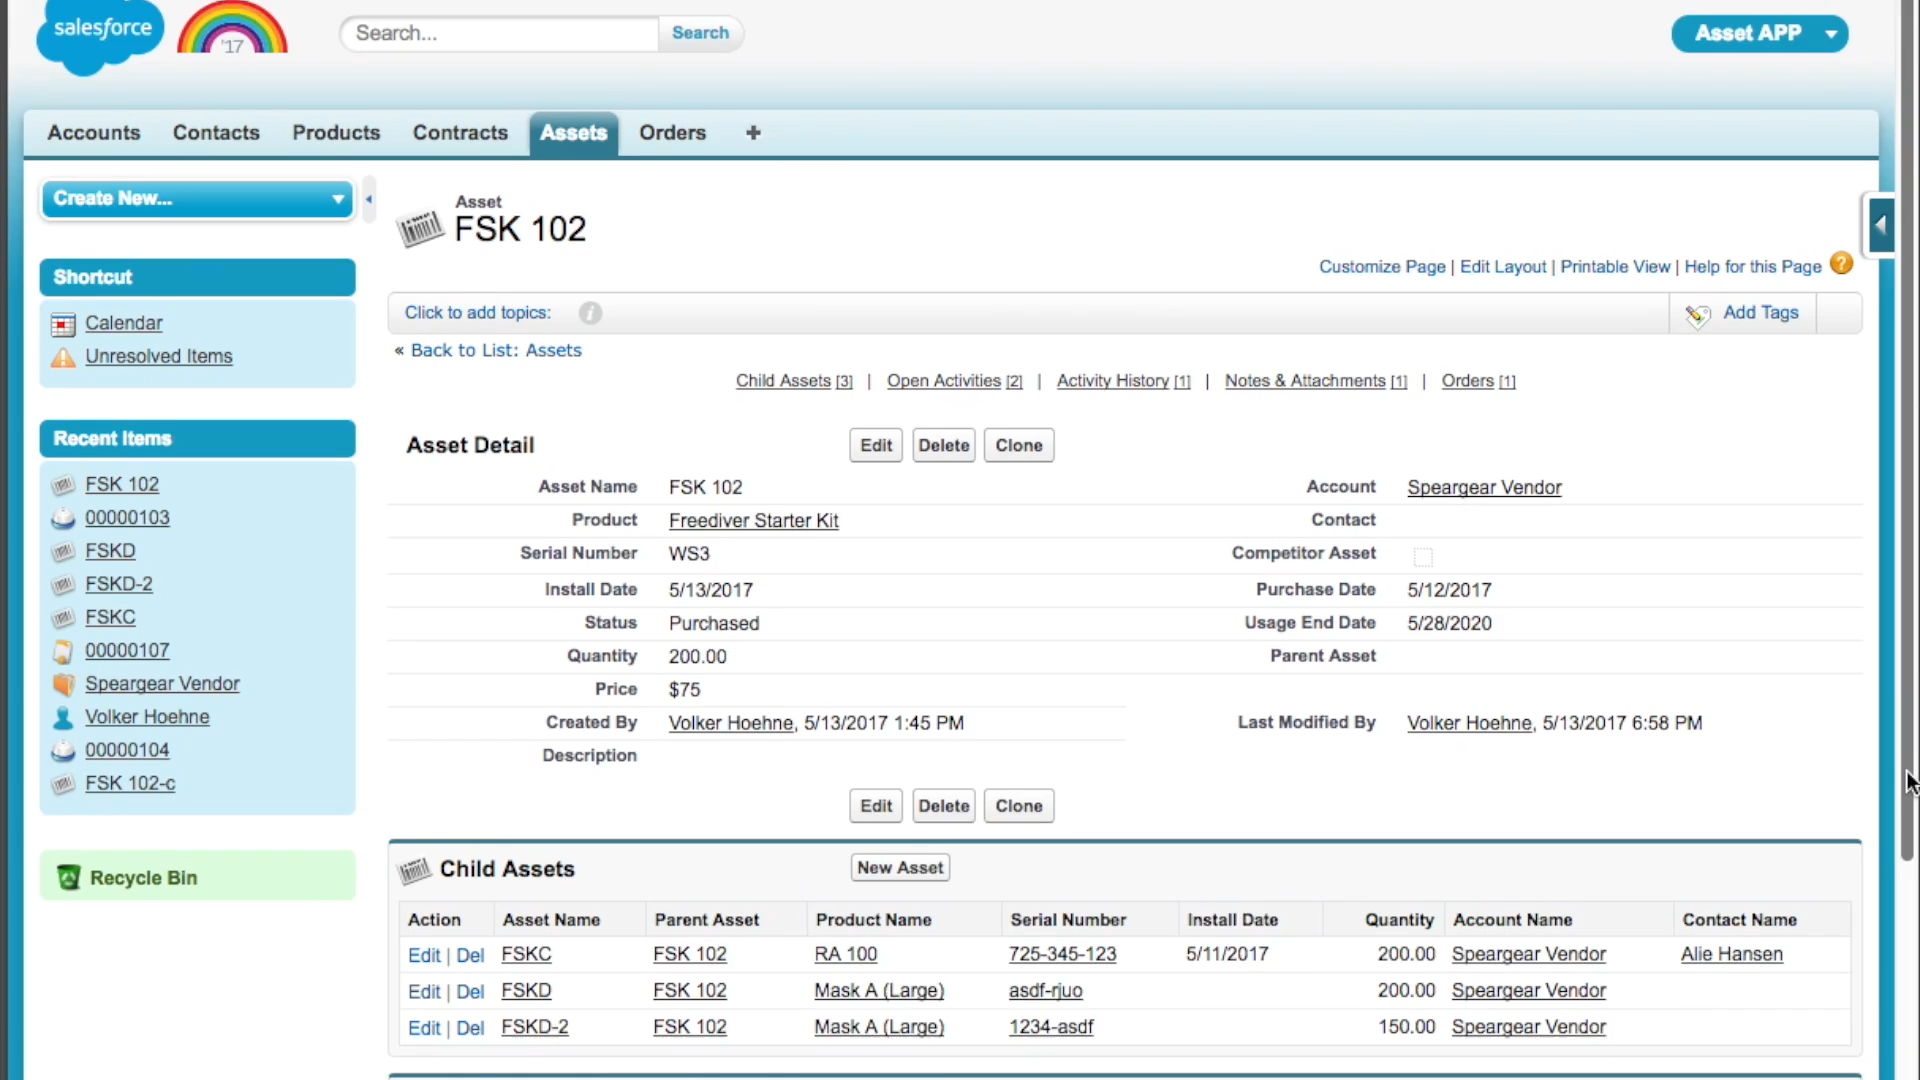 salesforce
'17
Search...
Search
Asset APP
Accounts
Contacts
Products
Contracts
Assets
Orders
+
Create New...
Shortcut
Calendar
Unresolved Items
Recent Items
FSK 102
00000103
FSKD
FSKD-2
FSKC
00000107
Speargear Vendor
Volker Hoehne
00000104
FSK 102-c
Recycle Bin
Asset
FSK 102
Customize Page | Edit Layout | Printable View | Help for this Page ?
Click to add topics: i
Add Tags
« Back to List: Assets
Child Assets [3] | Open Activities [2] | Activity History [1] | Notes & Attachments [1] | Orders [1]
Asset Detail
Edit Delete Clone
Asset Name FSK 102 Account Speargear Vendor
Product Freediver Starter Kit Contact
Serial Number WS3 Competitor Asset
Install Date 5/13/2017 Purchase Date 5/12/2017
Status Purchased Usage End Date 5/28/2020
Quantity 200.00 Parent Asset
Price $75
Created By Volker Hoehne, 5/13/2017 1:45 PM Last Modified By Volker Hoehne, 5/13/2017 6:58 PM
Description
Edit Delete Clone
Child Assets
New Asset
Action Asset Name Parent Asset Product Name Serial Number Install Date Quantity Account Name Contact Name
Edit | Del FSKC FSK 102 RA 100 725-345-123 5/11/2017 200.00 Speargear Vendor Alie Hansen
Edit | Del FSKD FSK 102 Mask A (Large) asdf-rjuo 200.00 Speargear Vendor
Edit | Del FSKD-2 FSK 102 Mask A (Large) 1234-asdf 150.00 Speargear Vendor